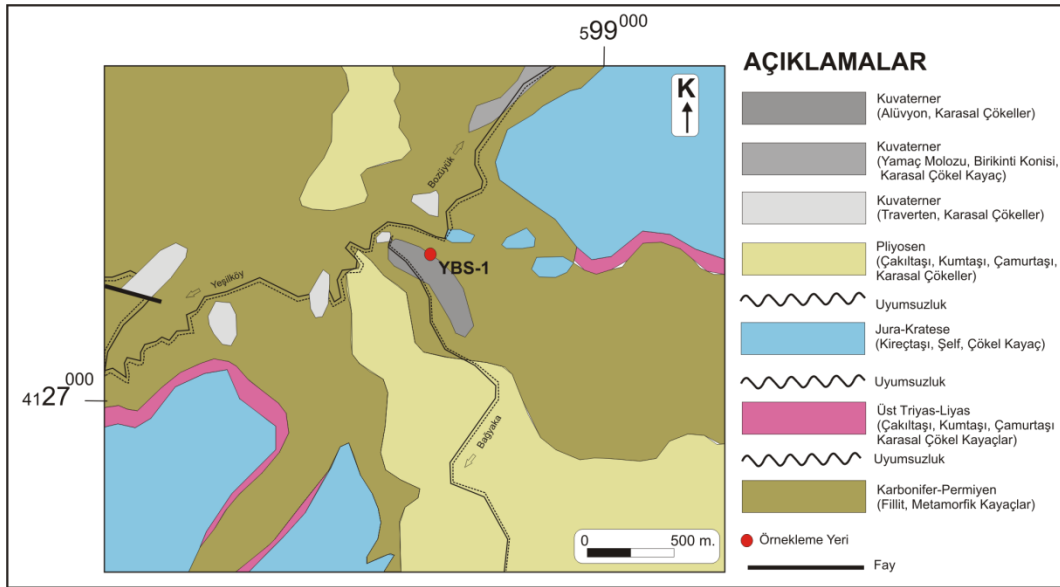 599000
AÇIKLAMALAR
K
Kuvaterner
(Alüvyon, Karasal Çökeller)
Kuvaterner
(Yamaç Molozu, Birikinti Konisi,
Karasal Çökel Kayaç)
Kuvaterner
(Traverten, Karasal Çökeller)
Pliyosen
(Çakıltaşı, Kumtaşı, Çamurtaşı,
Karasal Çökeller)
Uyumsuzluk
Jura-Kratese
(Kireçtaşı, Şelf, Çökel Kayaç)
Uyumsuzluk
Üst Triyas-Liyas
(Çakıltaşı, Kumtaşı, Çamurtaşı
Karasal Çökel Kayaçlar)
Uyumsuzluk
Karbonifer-Permiyen
(Fillit, Metamorfik Kayaçlar)
Örnekleme Yeri
Fay
Bozüyük
YBS-1
Yeşilköy
4127000
Bağyaka
0 500 m.